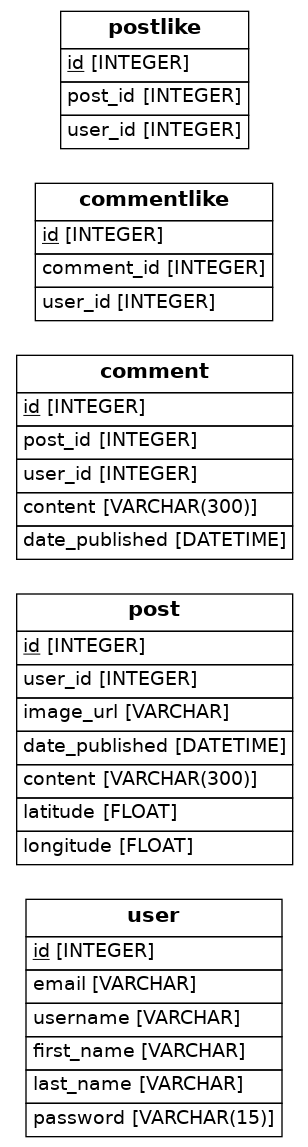 postlike
id [INTEGER]
post_id [INTEGER]
user_id [INTEGER]
commentlike
id [INTEGER]
comment_id [INTEGER]
user_id [INTEGER]
comment
id [INTEGER]
post_id [INTEGER]
user_id [INTEGER]
content [VARCHAR(300)]
date_published [DATETIME]
post
id [INTEGER]
user_id [INTEGER]
image_url [VARCHAR]
date_published [DATETIME]
content [VARCHAR(300)]
latitude [FLOAT]
longitude [FLOAT]
user
id [INTEGER]
email [VARCHAR]
username [VARCHAR]
first_name [VARCHAR]
last_name [VARCHAR]
password [VARCHAR(15)]